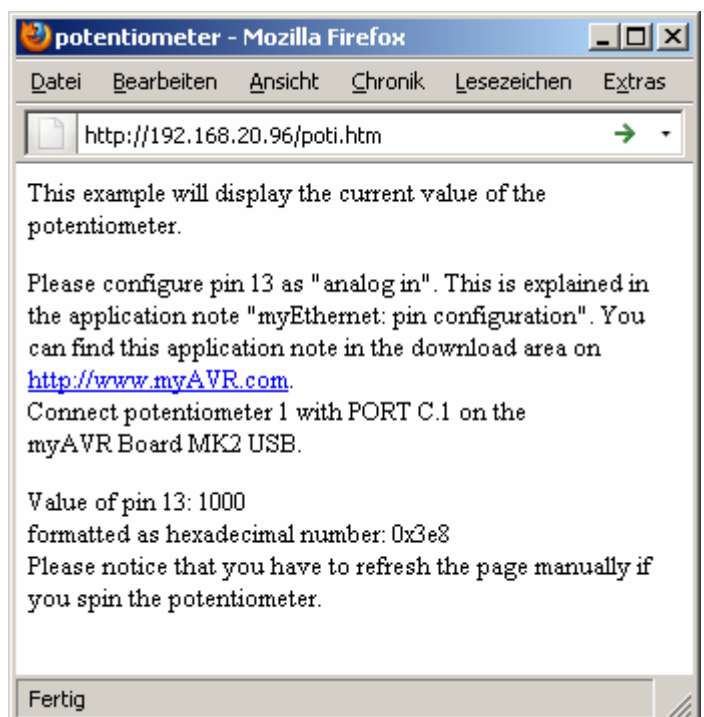 potentiometer - Mozilla Firefox
Datei Bearbeiten Ansicht Chronik Lesezeichen Extras
http://192.168.20.96/poti.htm
This example will display the current value of the
potentiometer.
Please configure pin 13 as "analog in". This is explained in
the application note "myEthernet: pin configuration". You
can find this application note in the download area on
http://www.myAVR.com.
Connect potentiometer 1 with PORT C.1 on the
myAVR Board MK2 USB.
Value of pin 13: 1000
formatted as hexadecimal number: 0x3e8
Please notice that you have to refresh the page manually if
you spin the potentiometer.
Fertig